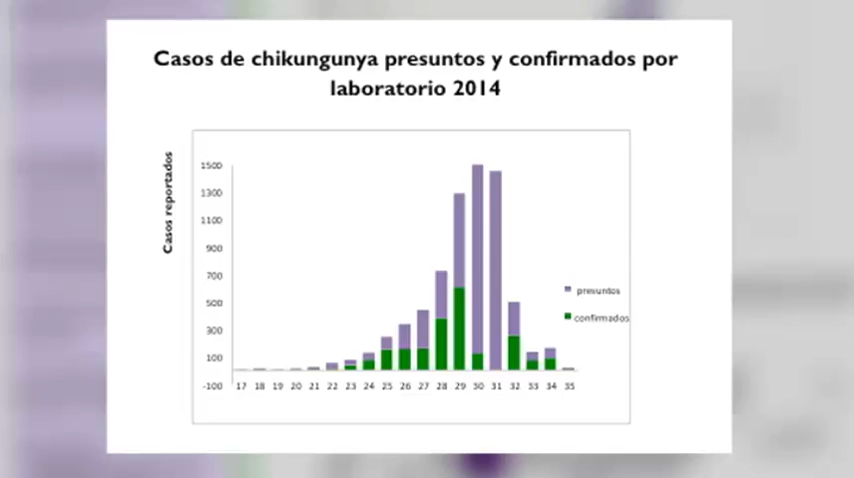 Casos de chikungunya presuntos y confirmados por
laboratorio 2014
Casos reportados
1500
1300
1100
900
700
500
300
100
-100
17 18 19 20 21 22 23 24 25 26 27 28 29 30 31 32 33 34 35
presuntos
confirmados